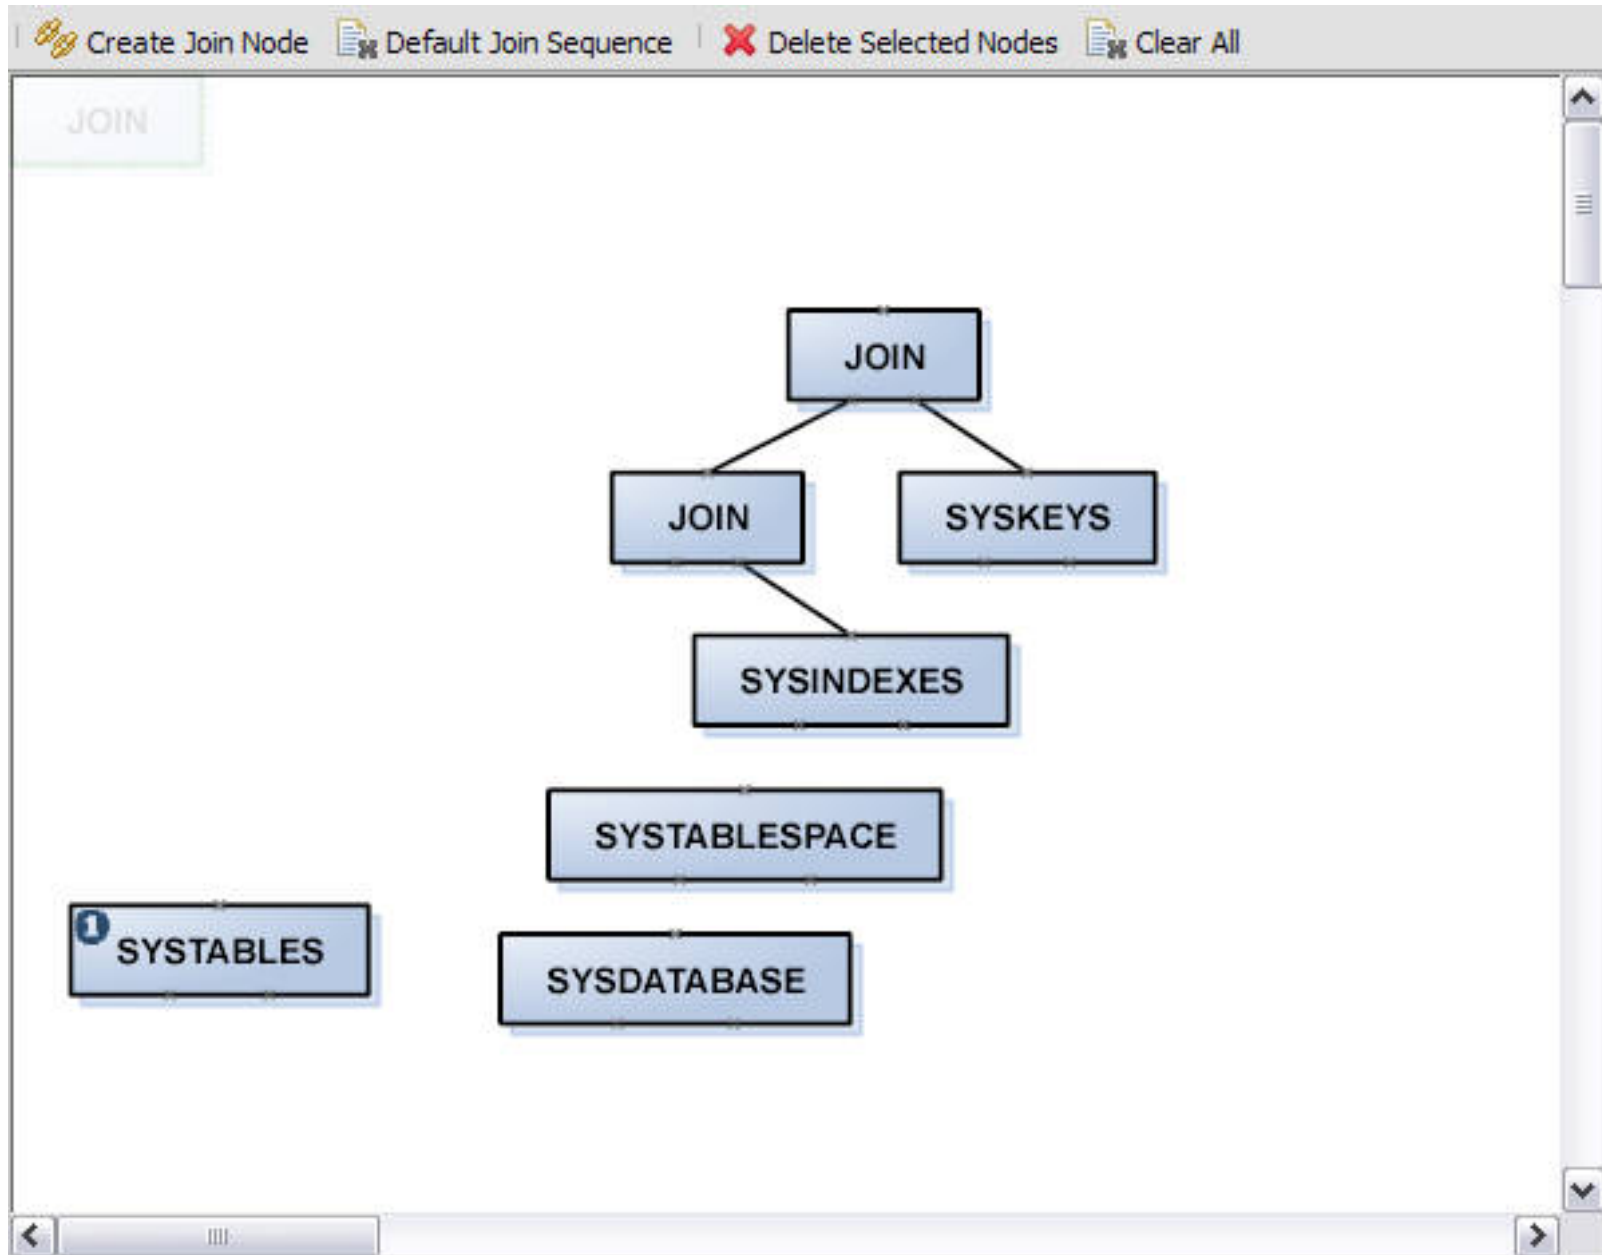 Create Join Node Default Join Sequence Delete Selected Nodes Clear All
JOIN
JOIN
JOIN SYSKEYS
SYSINDEXES
SYSTABLESPACE
1 SYSTABLES
SYSDATABASE